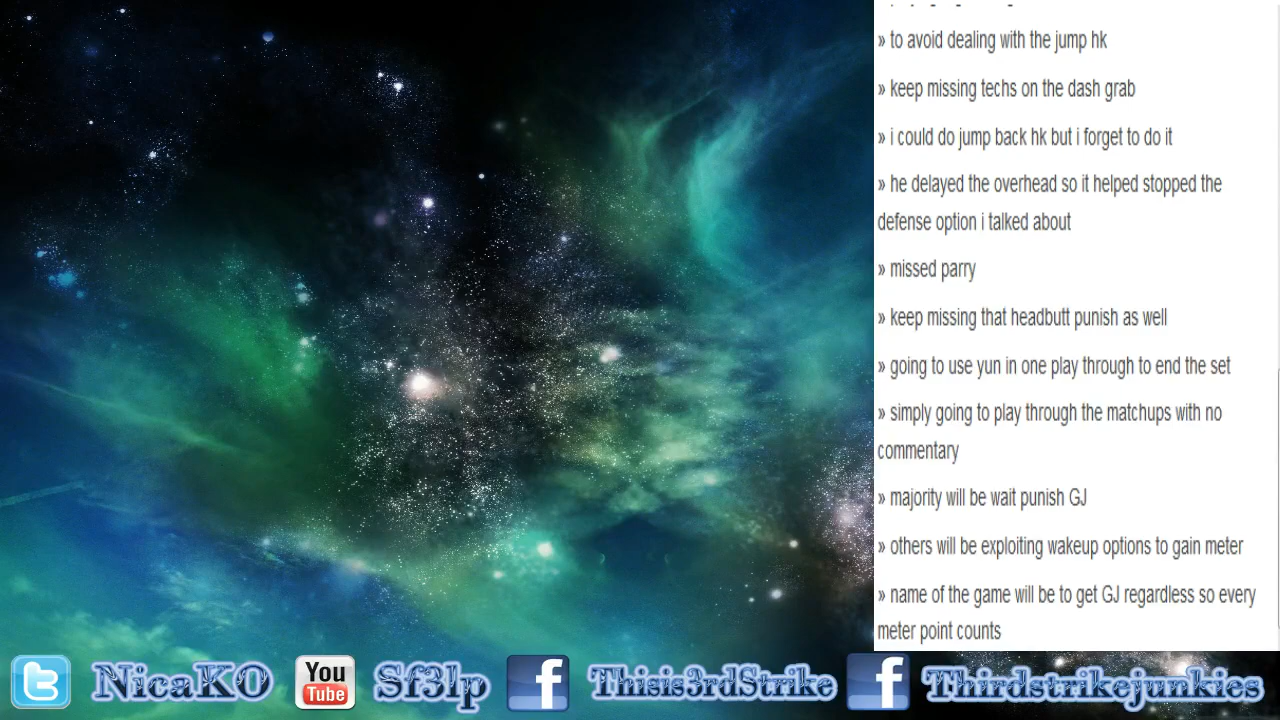 » to avoid dealing with the jump hk
» keep missing techs on the dash grab
» i could do jump back hk but i forget to do it
» he delayed the overhead so it helped stopped the
defense option i talked about
» missed parry
» keep missing that headbutt punish as well
» going to use yun in one play through to end the set
» simply going to play through the matchups with no
commentary
» majority will be wait punish GJ
» others will be exploiting wakeup options to gain meter
» name of the game will be to get GJ regardless so every
meter point counts
NicaKO You Tube Sf3lp Thisis3rdStrike Thirdstrikejunkies